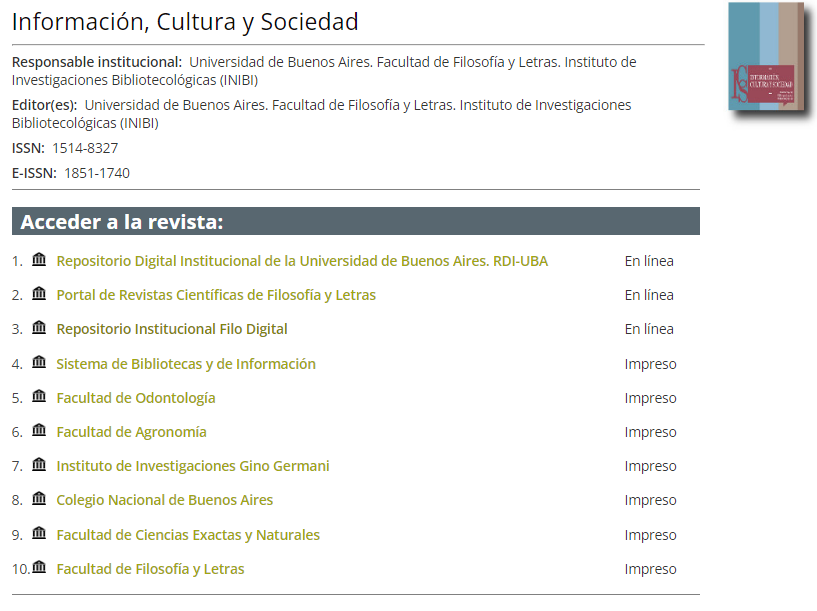 Información, Cultura y Sociedad
Responsable institucional: Universidad de Buenos Aires. Facultad de Filosofía y Letras. Instituto de
Investigaciones Bibliotecológicas (INIBI)
Editor(es): Universidad de Buenos Aires. Facultad de Filosofía y Letras. Instituto de Investigaciones
Bibliotecológicas (INIBI)
ISSN: 1514-8327
E-ISSN: 1851-1740
INFORMACIÓN,
CULTURA Y SOCIEDAD
Acceder a la revista:
1. Repositorio Digital Institucional de la Universidad de Buenos Aires. RDI-UBA En línea
2. Portal de Revistas Científicas de Filosofía y Letras En línea
3. Repositorio Institucional Filo Digital En línea
4. Sistema de Bibliotecas y de Información Impreso
5. Facultad de Odontología Impreso
6. Facultad de Agronomía Impreso
7. Instituto de Investigaciones Gino Germani Impreso
8. Colegio Nacional de Buenos Aires Impreso
9. Facultad de Ciencias Exactas y Naturales Impreso
10. Facultad de Filosofía y Letras Impreso